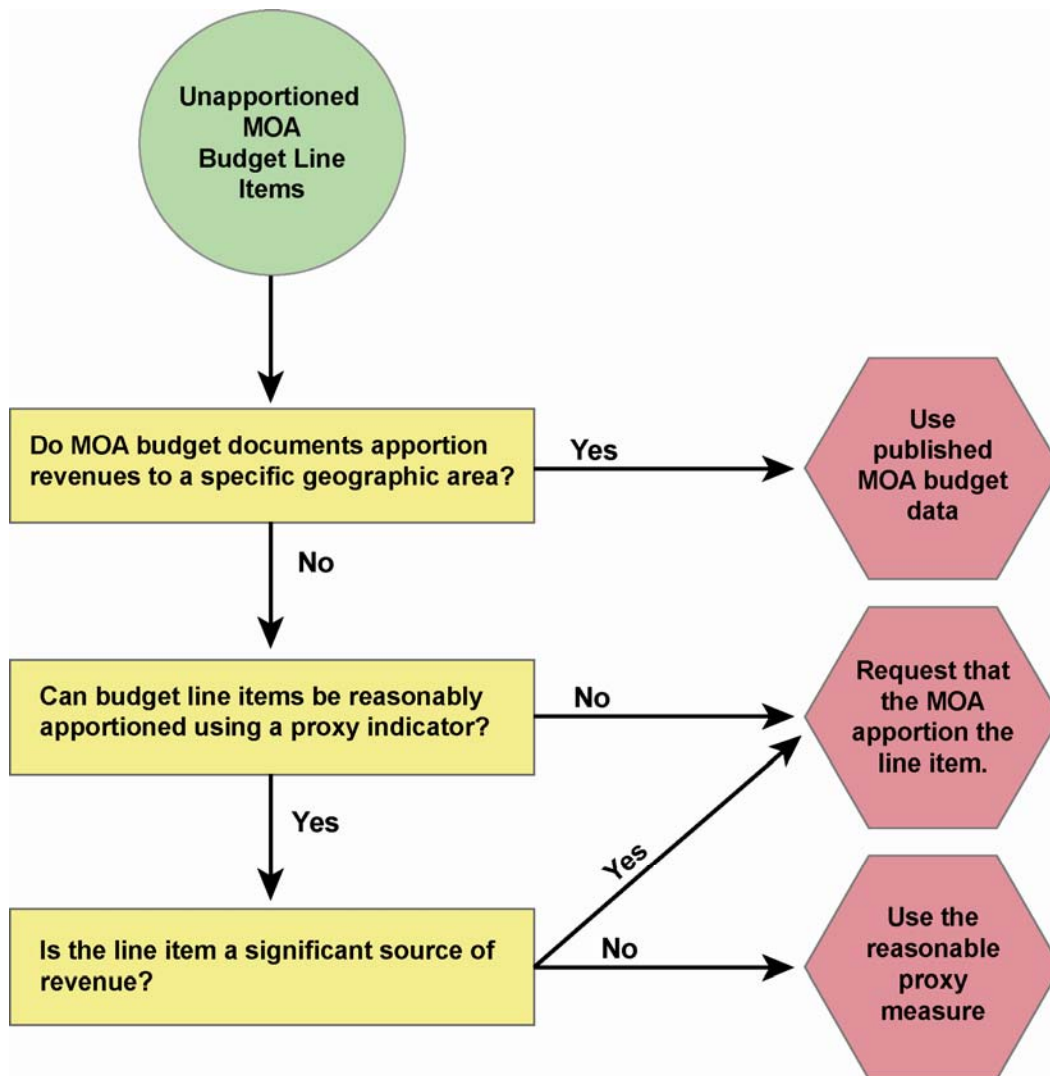 Unapportioned
MOA
Budget Line
Items
Do MOA budget documents apportion
revenues to a specific geographic area?
Yes
Use
published
MOA budget
data
No
Can budget line items be reasonably
apportioned using a proxy indicator?
No
Request that
the MOA
apportion the
line item.
Yes
Yes
Is the line item a significant source of
revenue?
No
Use the
reasonable
proxy
measure